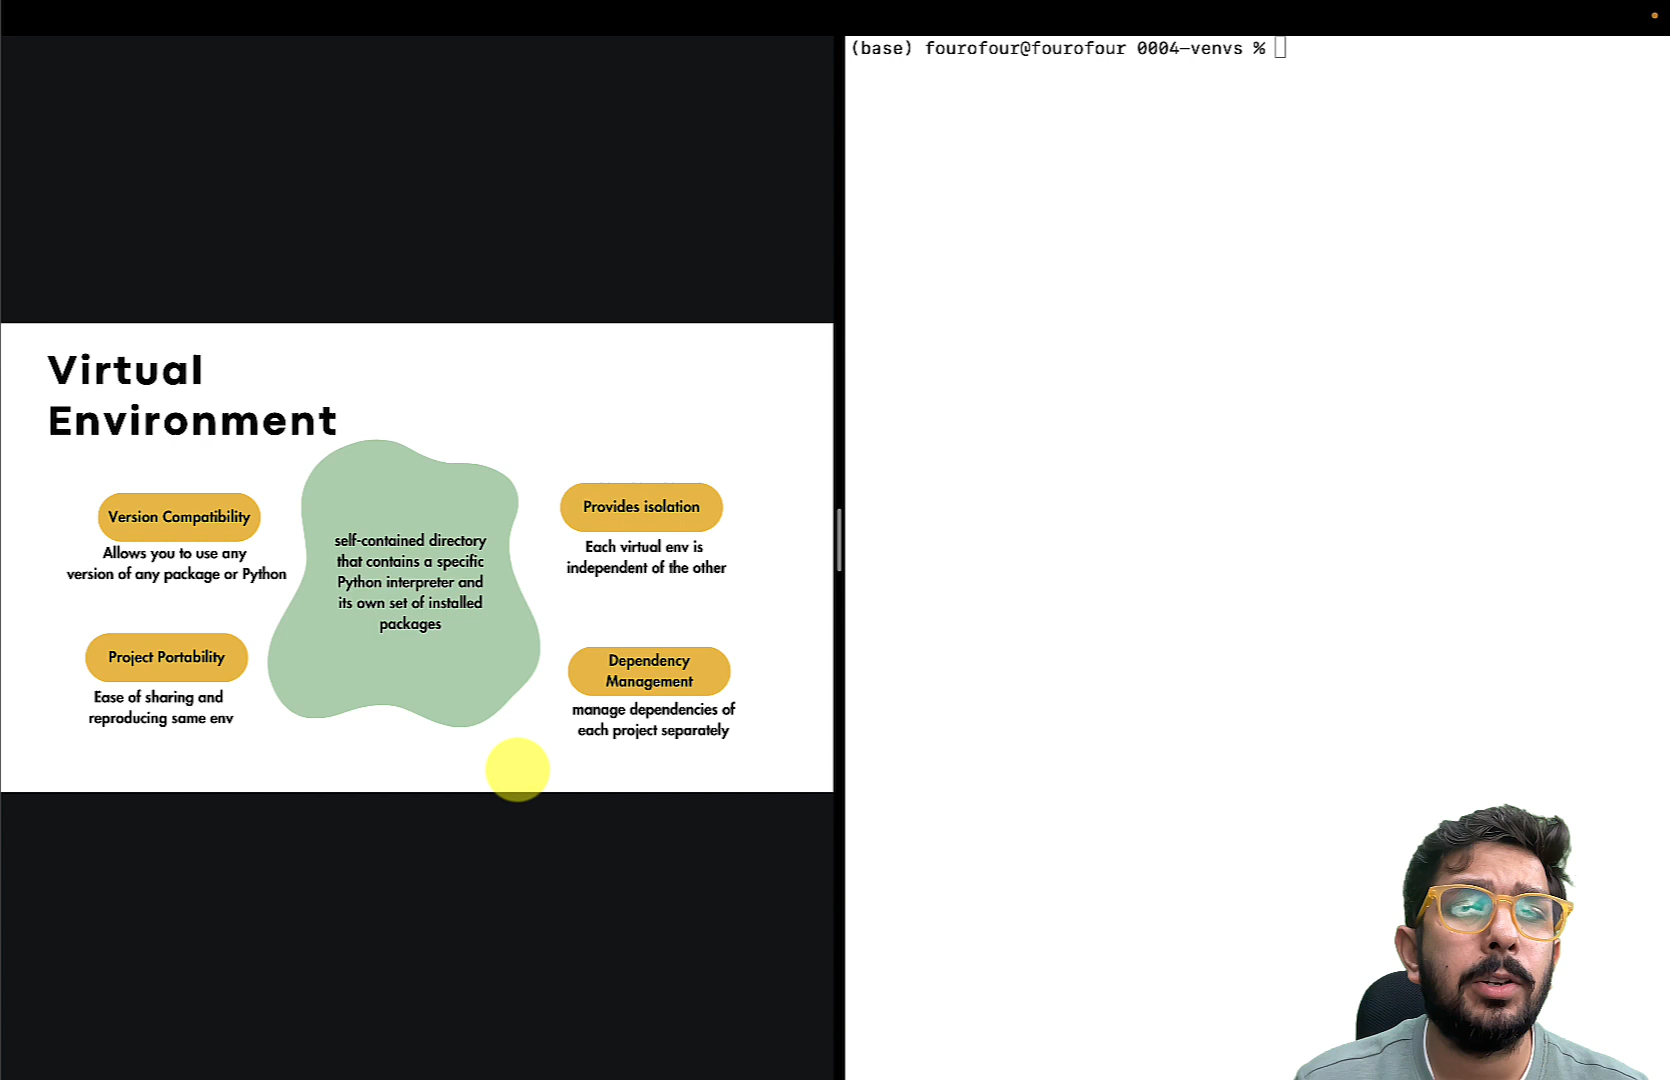 (base) fourofour@fourofour 0004-venvs %
Virtual
Environment
Version Compatibility
Allows you to use any
version of any package or Python
Project Portability
Ease of sharing and
reproducing same env
self-contained directory
that contains a specific
Python interpreter and
its own set of installed
packages
Provides isolation
Each virtual env is
independent of the other
Dependency
Management
manage dependencies of
each project separately